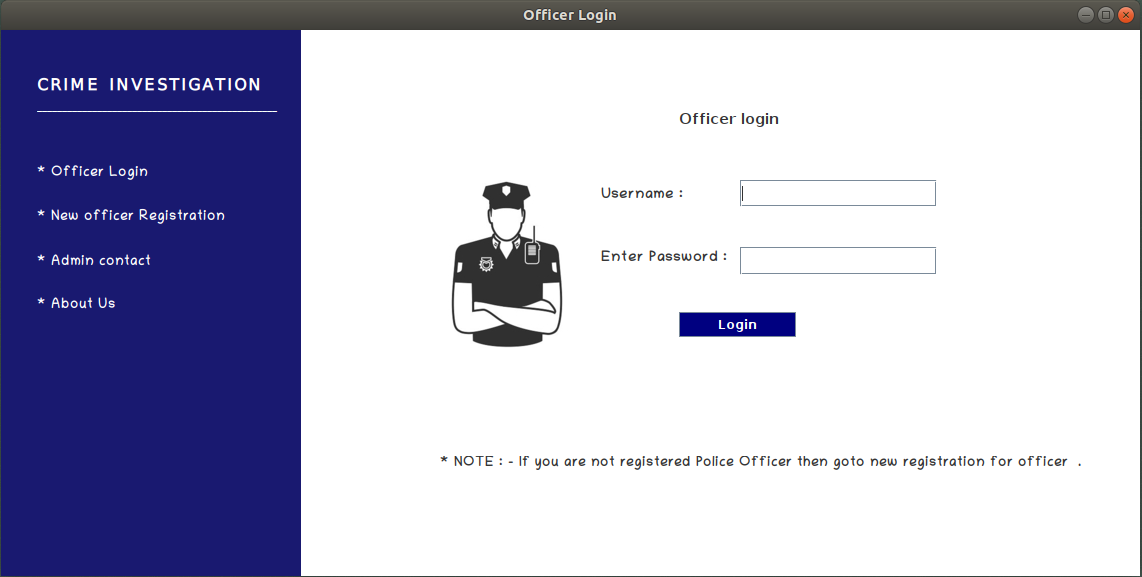 Officer Login
CRIME INVESTIGATION
* Officer Login
* New officer Registration
* Admin contact
* About Us
Officer login
Username :
Enter Password :
Login
* NOTE : - If you are not registered Police Officer then goto new registration for officer .